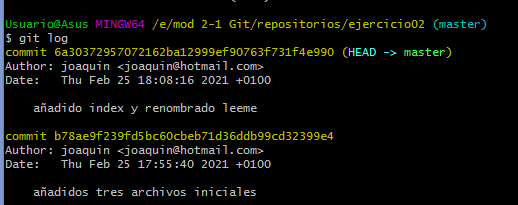 Usuario@Asus MINGW64 /e/mod 2-1 Git/repositorios/ejercicio02 (master)
$ git log
commit 6a30372957072162ba12999ef90763f731f4e990 (HEAD -> master)
Author: joaquin <joaquin@hotmail.com>
Date:   Thu Feb 25 18:08:16 2021 +0100
    añadido index y renombrado leeme
commit b78ae9f239fd5bc60cbeb71d36ddb99cd32399e4
Author: joaquin <joaquin@hotmail.com>
Date:   Thu Feb 25 17:55:40 2021 +0100
    añadidos tres archivos iniciales